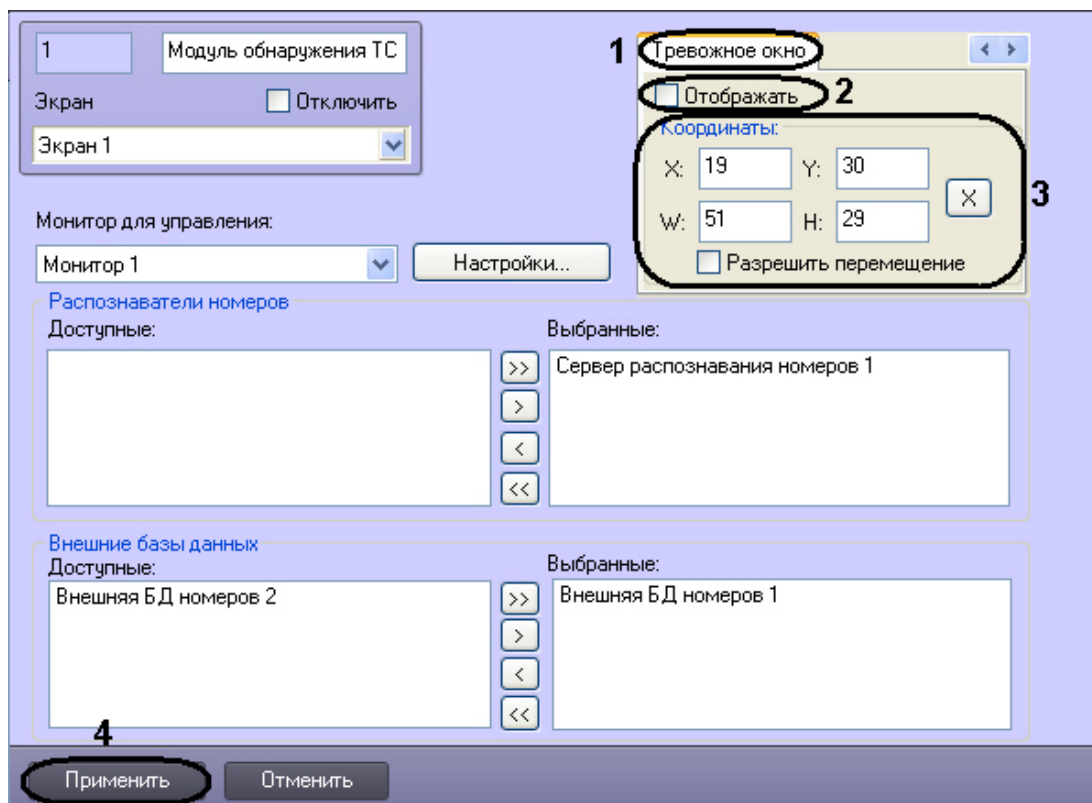 1
Модуль обнаружения ТС
Экран
Отключить
Экран 1
1
Тревожное окно
Отображать
2
Координаты:
X: 19
Y: 30
W: 51
H: 29
X
3
Разрешить перемещение
Монитор для управления:
Монитор 1
Настройки...
Распознаватели номеров
Доступные:
Выбранные:
Сервер распознавания номеров 1
>>
>
<
<<
Внешние базы данных
Доступные:
Выбранные:
Внешняя БД номеров 2
Внешняя БД номеров 1
>>
>
<
<<
4
Применить
Отменить